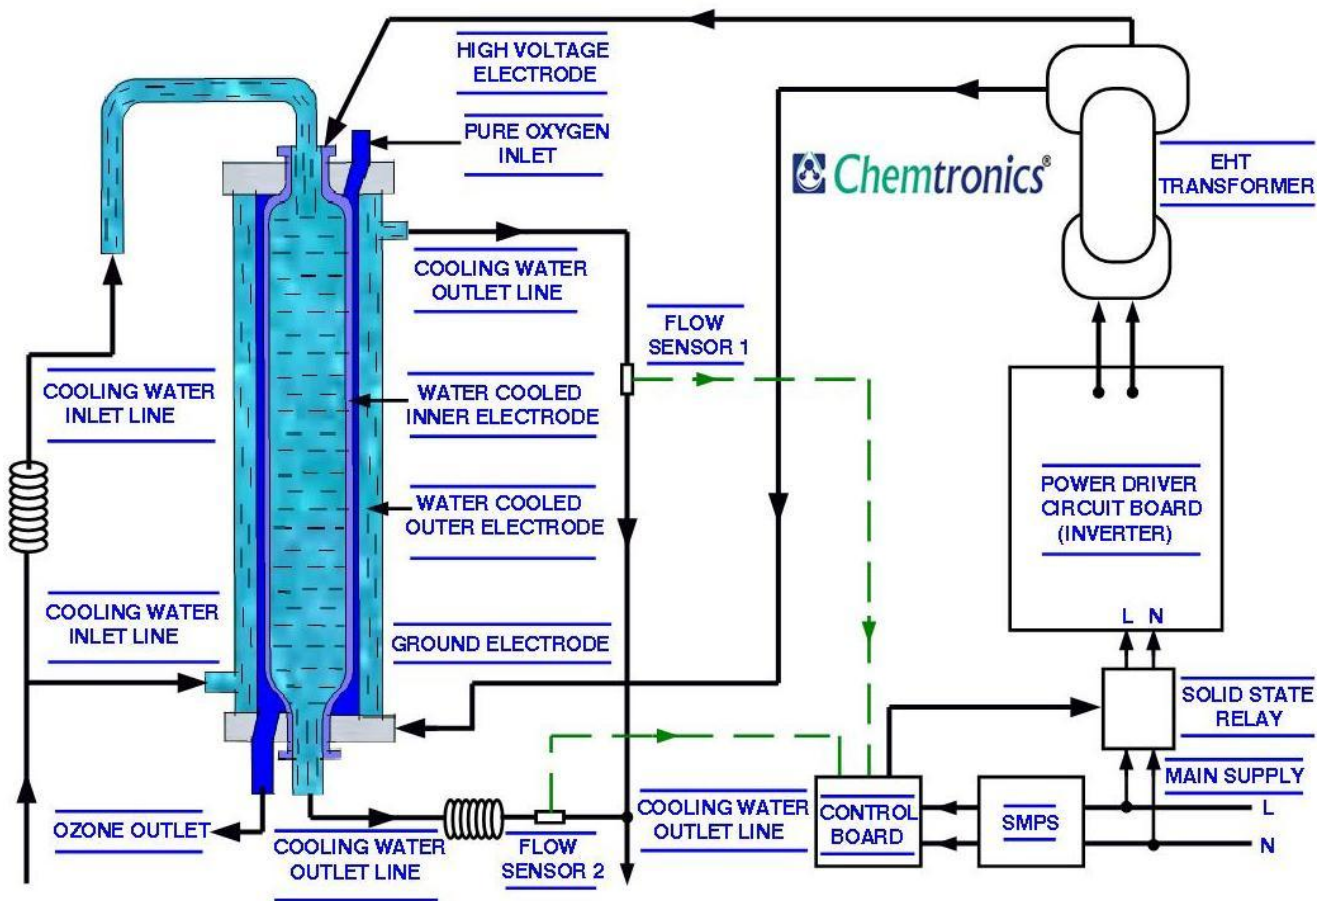 HIGH VOLTAGE
ELECTRODE
PURE OXYGEN
INLET
Chemtronics®
EHT
TRANSFORMER
COOLING WATER
OUTLET LINE
FLOW
SENSOR 1
COOLING WATER
INLET LINE
WATER COOLED
INNER ELECTRODE
WATER COOLED
OUTER ELECTRODE
POWER DRIVER
CIRCUIT BOARD
(INVERTER)
COOLING WATER
INLET LINE
GROUND ELECTRODE
L N
SOLID STATE
RELAY
MAIN SUPPLY
OZONE OUTLET
COOLING WATER
OUTLET LINE
FLOW
SENSOR 2
COOLING WATER
OUTLET LINE
CONTROL
BOARD
SMPS
L
N